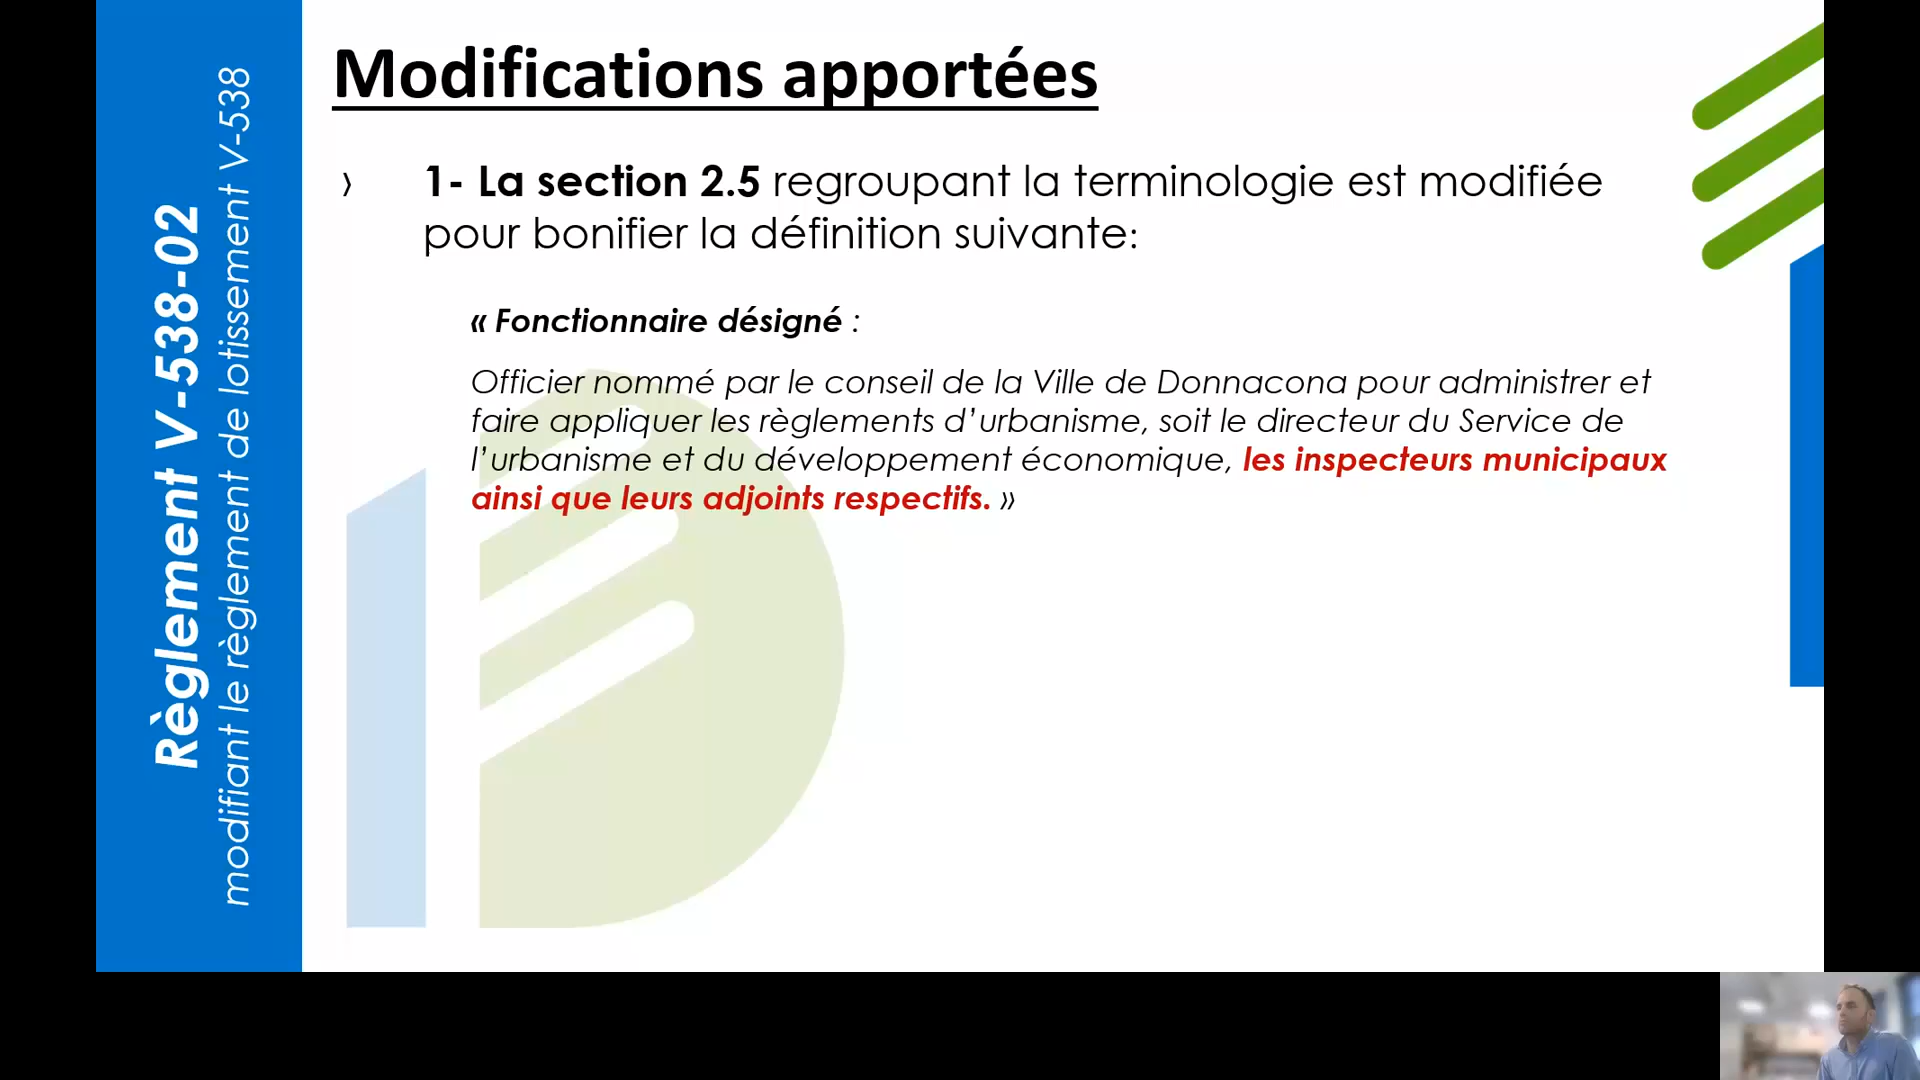 Règlement V-538-02
modifiant le règlement de lotissement V-538
Modifications apportées
› 1- La section 2.5 regroupant la terminologie est modifiée
pour bonifier la définition suivante:
« Fonctionnaire désigné :
Officier nommé par le conseil de la Ville de Donnacona pour administrer et
faire appliquer les règlements d’urbanisme, soit le directeur du Service de
l’urbanisme et du développement économique, les inspecteurs municipaux
ainsi que leurs adjoints respectifs. »